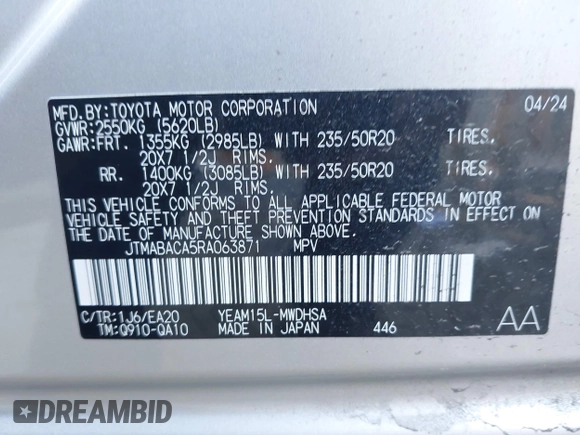 MFD.BY:TOYOTA MOTOR CORPORATION 04/24
GVWR:2550KG (5620LB)
GAWR:FRT. 1355KG (2985LB) WITH 235/50R20 TIRES.
20X7 1/2J RIMS.
RR. 1400KG (3085LB) WITH 235/50R20 TIRES.
20X7 1/2J RIMS.
THIS VEHICLE CONFORMS TO ALL APPLICABLE FEDERAL MOTOR
VEHICLE SAFETY AND THEFT PREVENTION STANDARDS IN EFFECT ON
THE DATE OF MANUFACTURE SHOWN ABOVE.
JTMABACA5RA063871 MPV
C/TR:1J6/EA20 YEAM15L-MWDHSA AA
TM:Q910-QA10 MADE IN JAPAN 446
DREAMBID